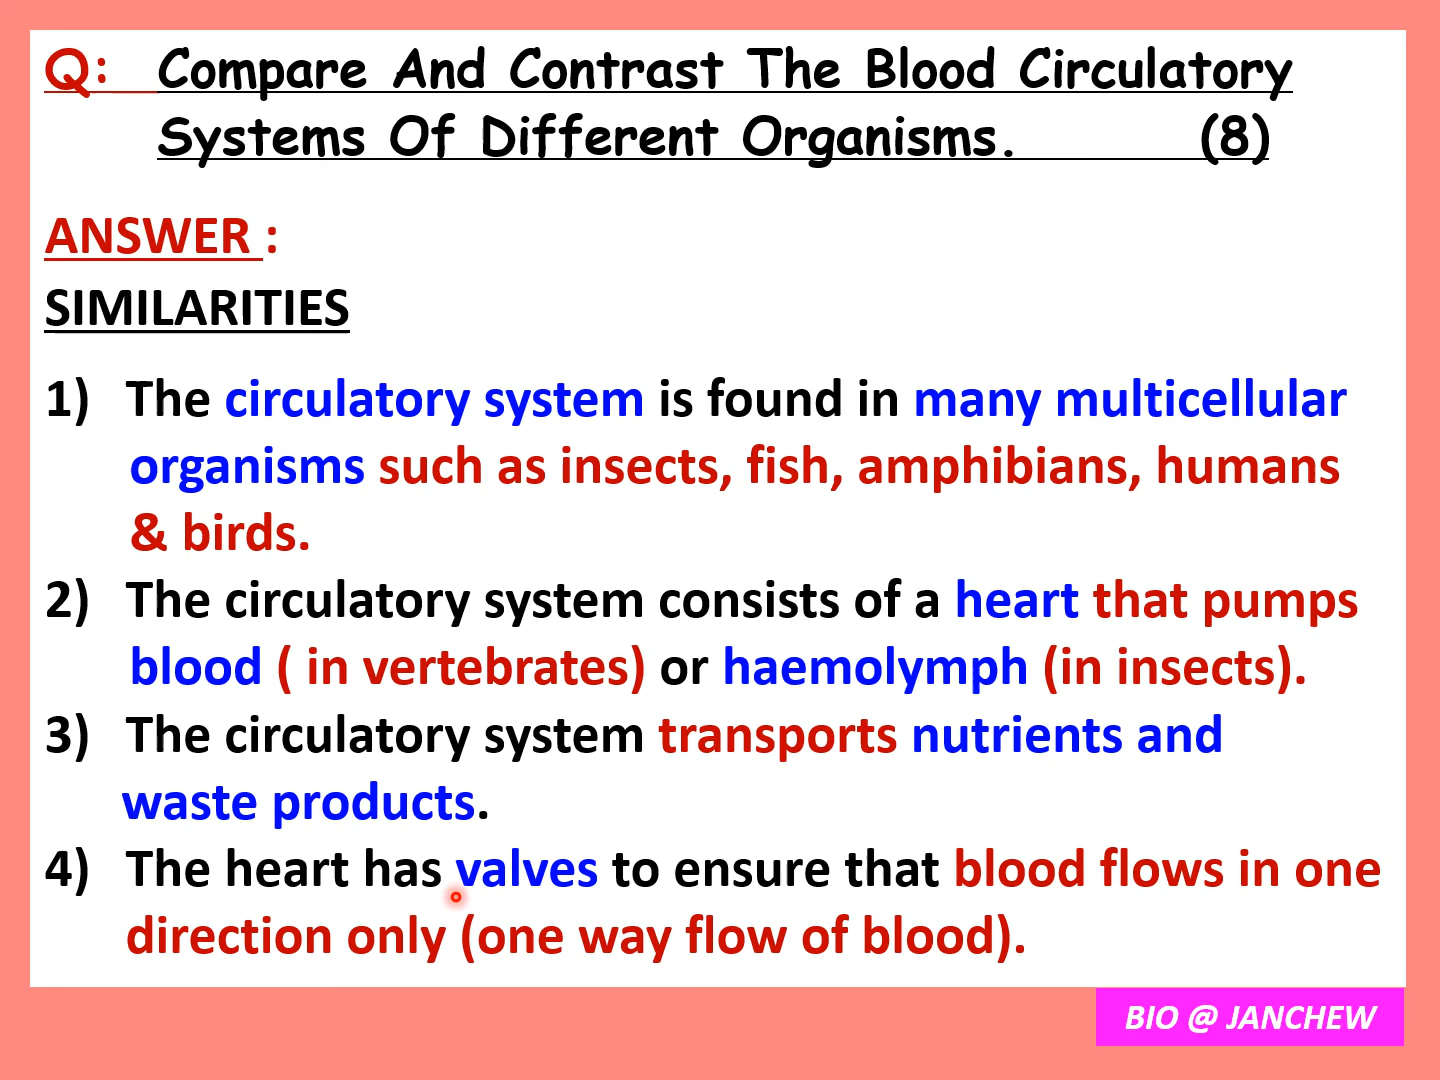 Q: Compare And Contrast The Blood Circulatory
Systems Of Different Organisms. (8)
ANSWER :
SIMILARITIES
1) The circulatory system is found in many multicellular
organisms such as insects, fish, amphibians, humans
& birds.
2) The circulatory system consists of a heart that pumps
blood ( in vertebrates) or haemolymph (in insects).
3) The circulatory system transports nutrients and
waste products.
4) The heart has valves to ensure that blood flows in one
direction only (one way flow of blood).
BIO @ JANCHEW